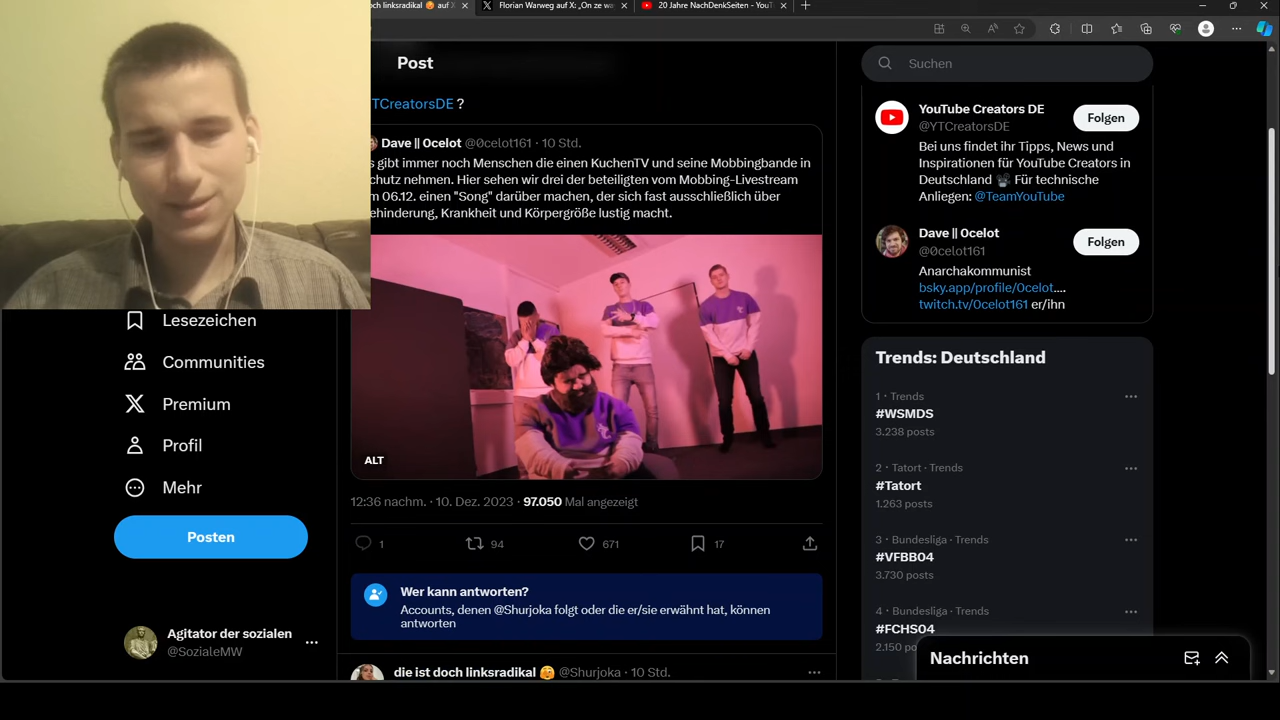 doch linksradikal 😡 auf X
Florian Warweg auf X: „On ze wa
20 Jahre NachDenkSeiten - YouT
Post
Suchen
TCreatorsDE ?
Dave || 0celot @0celot161 · 10 Std.
s gibt immer noch Menschen die einen KuchenTV und seine Mobbingbande in
chutz nehmen. Hier sehen wir drei der beteiligten vom Mobbing-Livestream
m 06.12. einen "Song" darüber machen, der sich fast ausschließlich über
ehinderung, Krankheit und Körpergröße lustig macht.
ALT
12:36 nachm. · 10. Dez. 2023 · 97.050 Mal angezeigt
1
94
671
17
Wer kann antworten?
Accounts, denen @Shurjoka folgt oder die er/sie erwähnt hat, können
antworten
die ist doch linksradikal 🥰 @Shurjoka · 10 Std.
Lesezeichen
Communities
Premium
Profil
Mehr
Posten
Agitator der sozialen
@SozialeMW
YouTube Creators DE
@YTCreatorsDE
Folgen
Bei uns findet ihr Tipps, News und
Inspirationen für YouTube Creators in
Deutschland 📽 Für technische
Anliegen: @TeamYouTube
Dave || 0celot
@0celot161
Folgen
Anarchakommunist
bsky.app/profile/0celot....
twitch.tv/0celot161 er/ihn
Trends: Deutschland
1 · Trends
#WSMDS
3.238 posts
2 · Tatort · Trends
#Tatort
1.263 posts
3 · Bundesliga · Trends
#VFBB04
3.730 posts
4 · Bundesliga · Trends
#FCHS04
2.150 po
Nachrichten